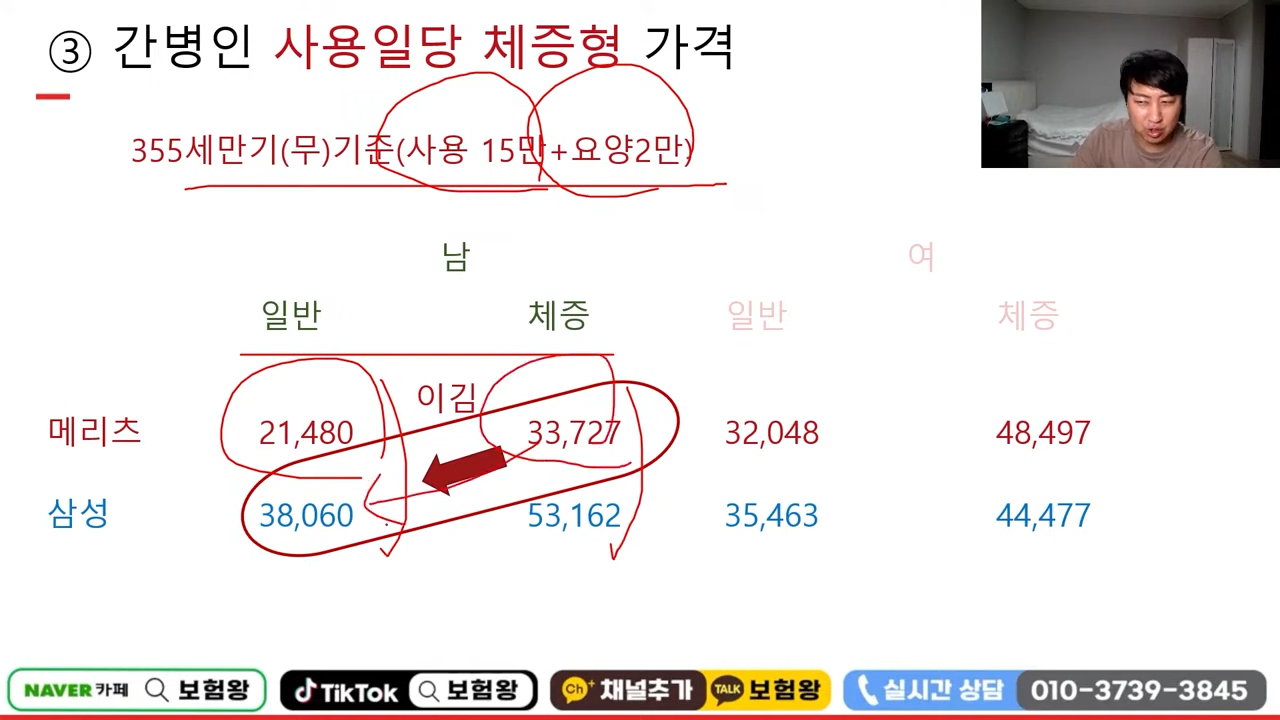 ③ 간병인 사용일당 체증형 가격
355세만기(무)기준(사용 15만+요양2만)
남 여
일반 체증 일반 체증
이김
메리츠 21,480 33,727 32,048 48,497
삼성 38,060 53,162 35,463 44,477
NAVER 카페 보험왕 TikTok 보험왕 Ch+ 채널추가 TALK 보험왕 실시간 상담 010-3739-3845